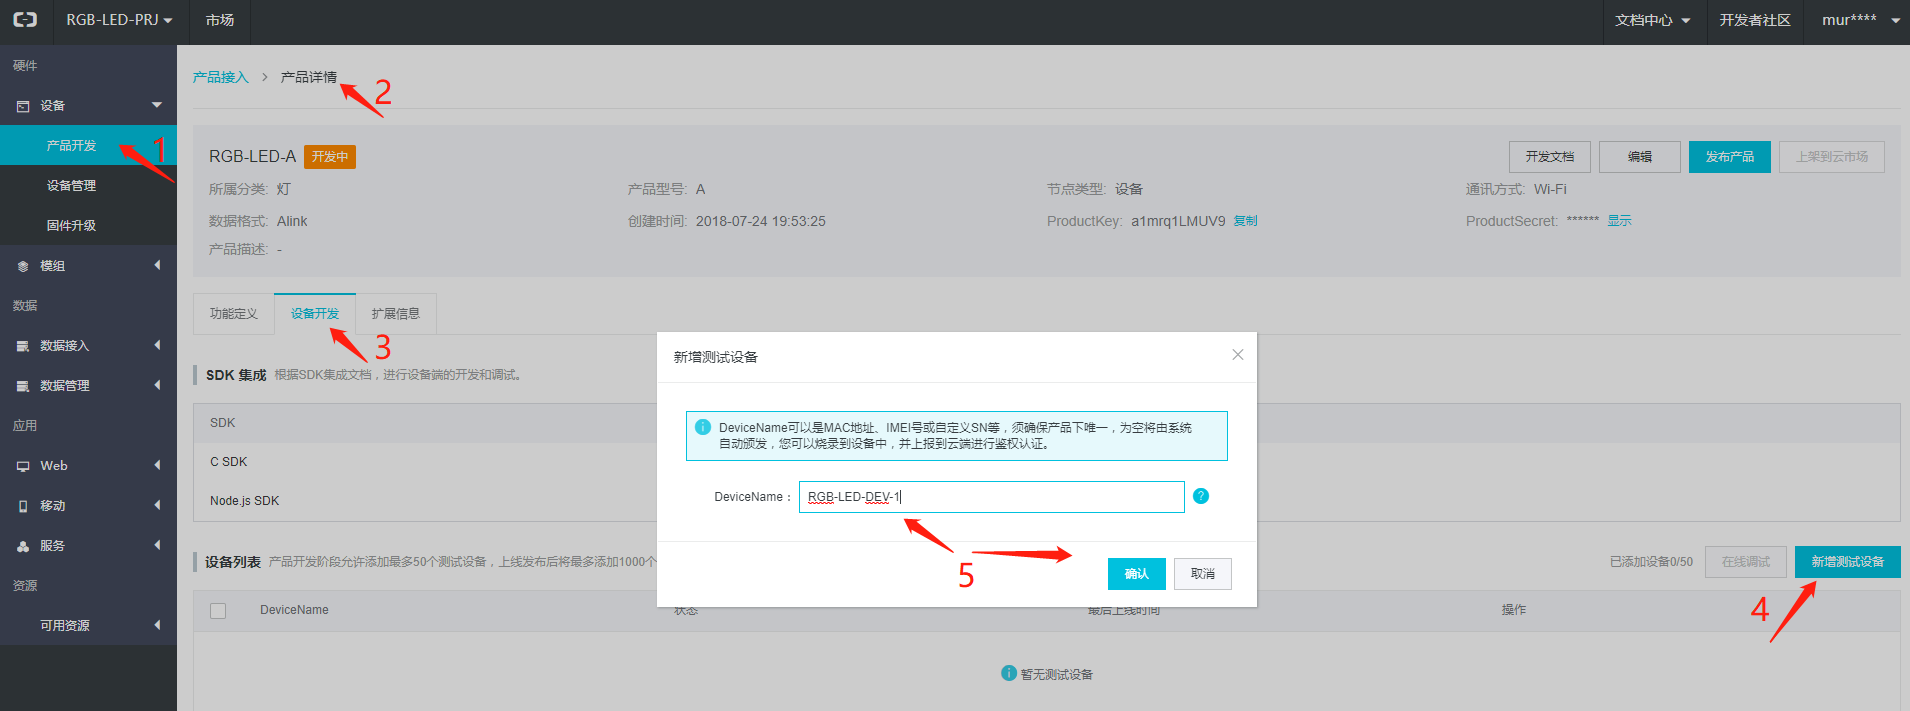 RGB-LED-PRJ 市场 文档中心 开发者社区 mur****
硬件
设备
产品开发
设备管理
固件升级
模组
数据
数据接入
数据管理
应用
Web
移动
服务
资源
可用资源
1
产品接入 > 产品详情
2
RGB-LED-A 开发中 开发文档 编辑 发布产品 上架到云市场
所属分类: 灯 产品型号: A 节点类型: 设备 通讯方式: Wi-Fi
数据格式: Alink 创建时间: 2018-07-24 19:53:25 ProductKey: a1mrq1LMUV9 复制 ProductSecret: ****** 显示
产品描述: -
功能定义 设备开发 扩展信息
3
SDK 集成 根据SDK集成文档，进行设备端的开发和调试。
SDK
C SDK
Node.js SDK
新增测试设备
DeviceName可以是MAC地址、IMEI号或自定义SN等，须确保产品下唯一，为空将由系统
自动颁发，您可以烧录到设备中，并上报到云端进行鉴权认证。
DeviceName： RGB-LED-DEV-1 ?
5
确认 取消
设备列表 产品开发阶段允许添加最多50个测试设备，上线发布后将最多添加1000个 已添加设备0/50 在线调试 新增测试设备
4
DeviceName 状态 最后上线时间 操作
暂无测试设备